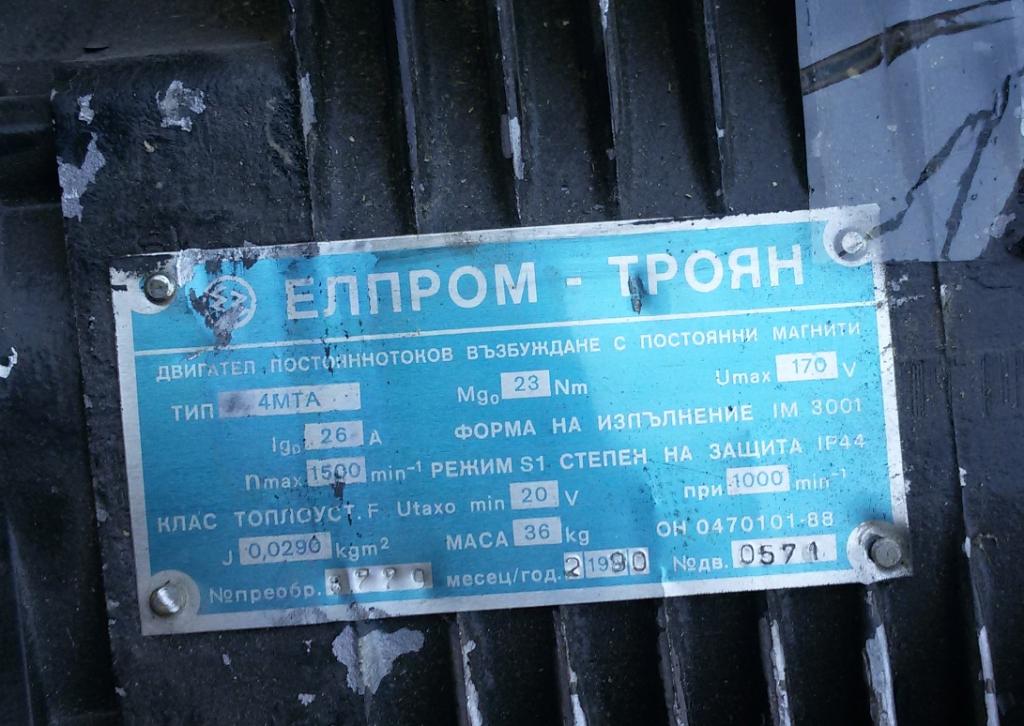 ЕЛПРОМ - ТРОЯН
ДВИГАТЕЛ ПОСТОЯННОТОКОВ ВЪЗБУЖДАНЕ С ПОСТОЯННИ МАГНИТИ
ТИП 4МТА Mg₀ 23 Nm Umax 170 V
Ig₀ 26 A ФОРМА НА ИЗПЪЛНЕНИЕ IM 3001
nmax 1500 min⁻¹ РЕЖИМ S1 СТЕПЕН НА ЗАЩИТА IP44
КЛАС ТОПЛОУСТ. F Utaxo min 20 V при 1000 min⁻¹
J 0,0290 kgm² МАСА 36 kg ОН 0470101-88
№преобр. месец/год. 2 1990 №дв. 0571